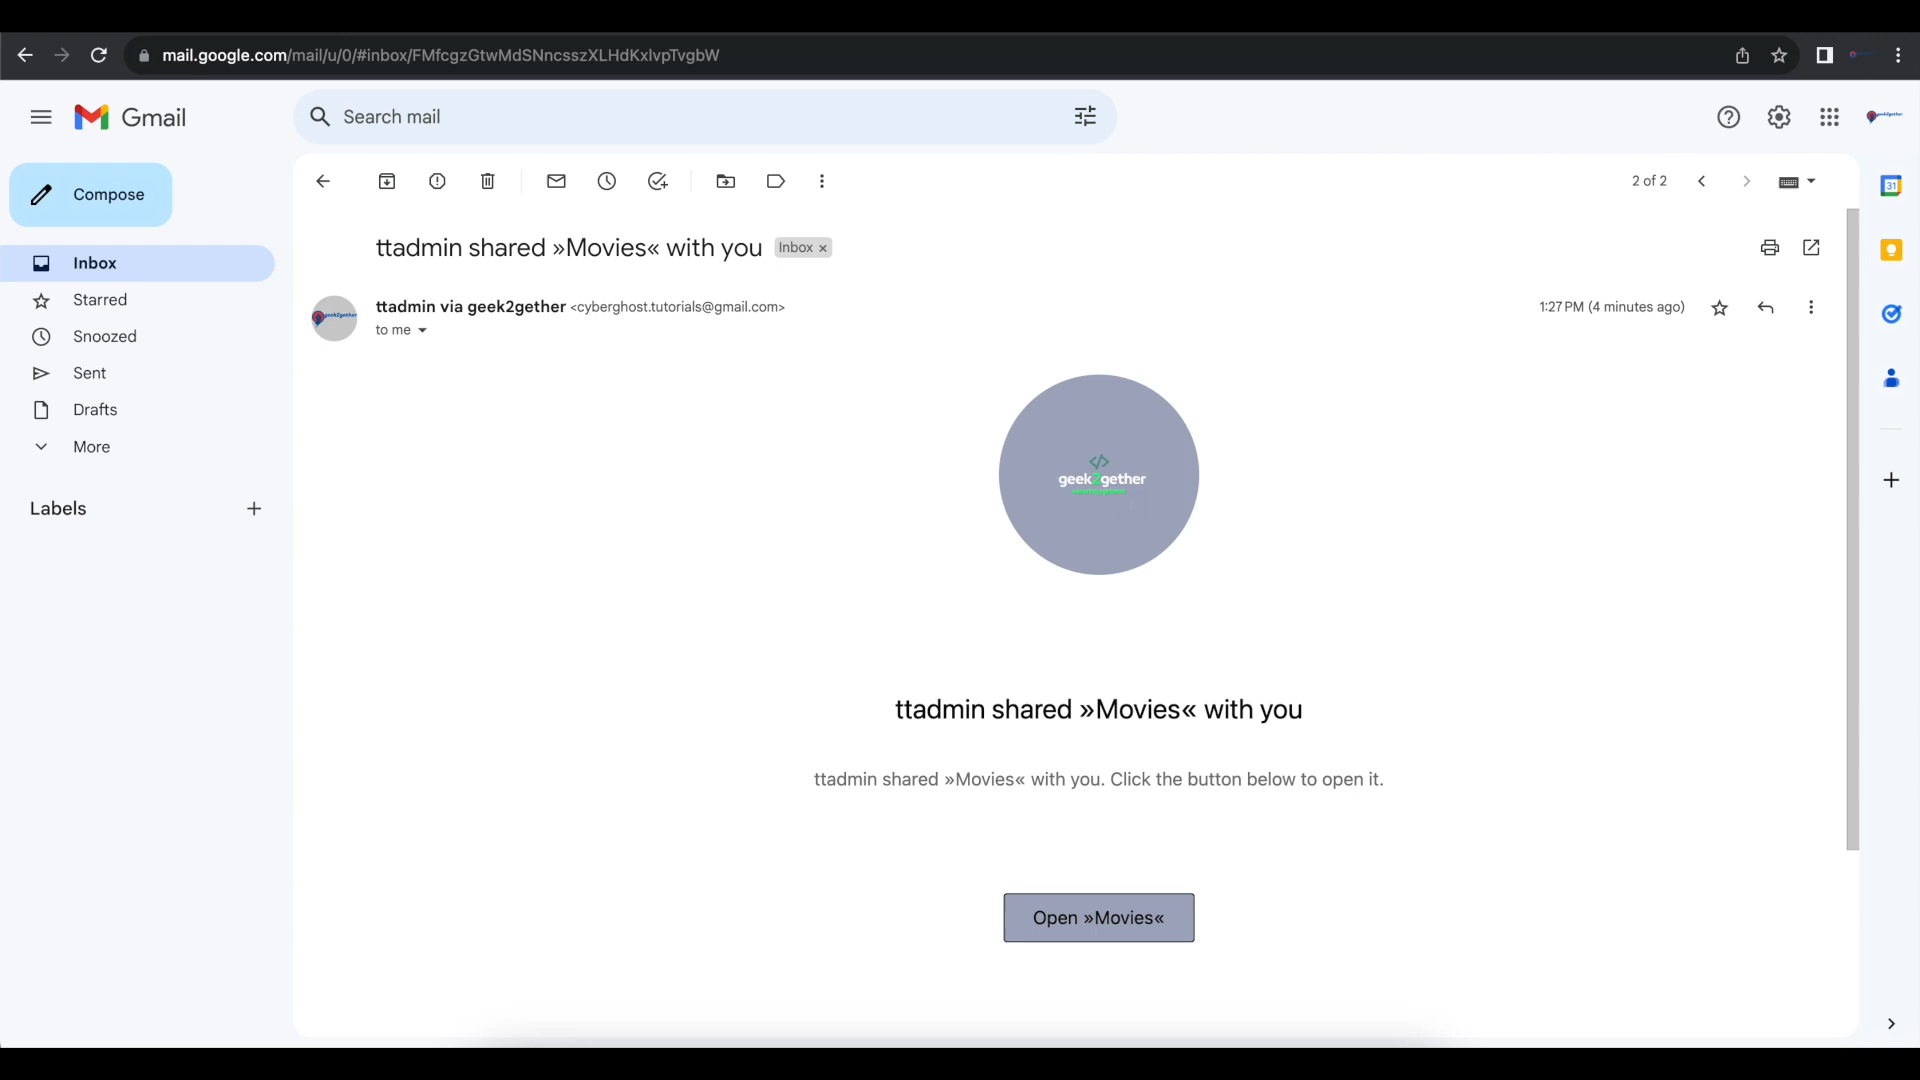 mail.google.com/mail/u/0/#inbox/FMfcgzGtwMdSNncsszXLHdKxlvpTvgbW
Gmail
Search mail
Compose
2 of 2
31
ttadmin shared »Movies« with you
Inbox ×
Inbox
Starred
ttadmin via geek2gether <cyberghost.tutorials@gmail.com>
1:27 PM (4 minutes ago)
to me
geek2gether
Snoozed
Sent
Drafts
More
Labels
</>
geek2gether
ttadmin shared »Movies« with you
ttadmin shared »Movies« with you. Click the button below to open it.
Open »Movies«